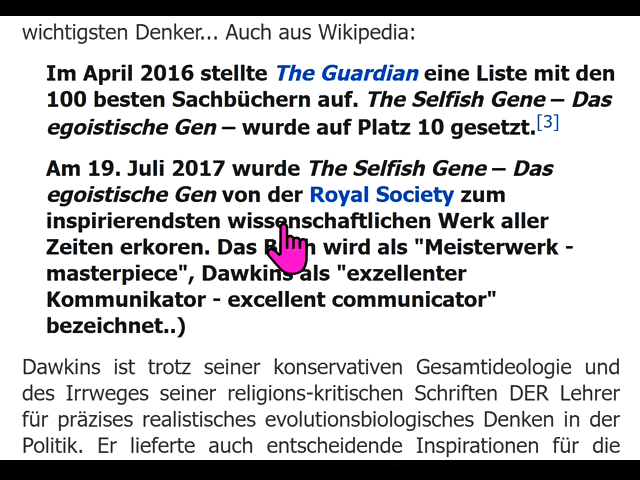 wichtigsten Denker... Auch aus Wikipedia:
Im April 2016 stellte The Guardian eine Liste mit den
100 besten Sachbüchern auf. The Selfish Gene – Das
egoistische Gen – wurde auf Platz 10 gesetzt.[3]
Am 19. Juli 2017 wurde The Selfish Gene – Das
egoistische Gen von der Royal Society zum
inspirierendsten wissenschaftlichen Werk aller
Zeiten erkoren. Das wird als "Meisterwerk -
masterpiece", Dawkins als "exzellenter
Kommunikator - excellent communicator"
bezeichnet..)
Dawkins ist trotz seiner konservativen Gesamtideologie und
des Irrweges seiner religions-kritischen Schriften DER Lehrer
für präzises realistisches evolutionsbiologisches Denken in der
Politik. Er lieferte auch entscheidende Inspirationen für die